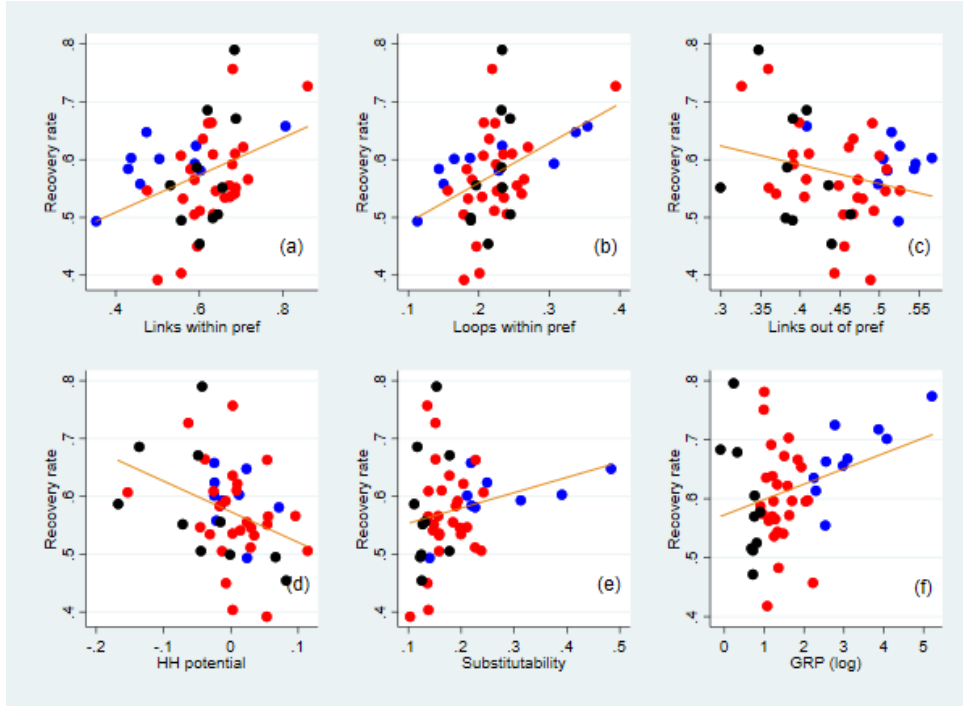 .8 .8 .8
Recovery rate Recovery rate Recovery rate
.7 .7 .7
.6 .6 .6
.5 .5 .5
(a) (b) (c)
.4 .4 .4
.4 .6 .8 .1 .2 .3 .4 .3 .35 .4 .45 .5 .55
Links within pref Loops within pref Links out of pref
.8 .8 .8
Recovery rate Recovery rate Recovery rate
.7 .7 .7
.6 .6 .6
.5 .5 .5
(d) (e) (f)
.4 .4 .4
-.2 -.1 0 .1 .1 .2 .3 .4 .5 0 1 2 3 4 5
HH potential Substitutability GRP (log)